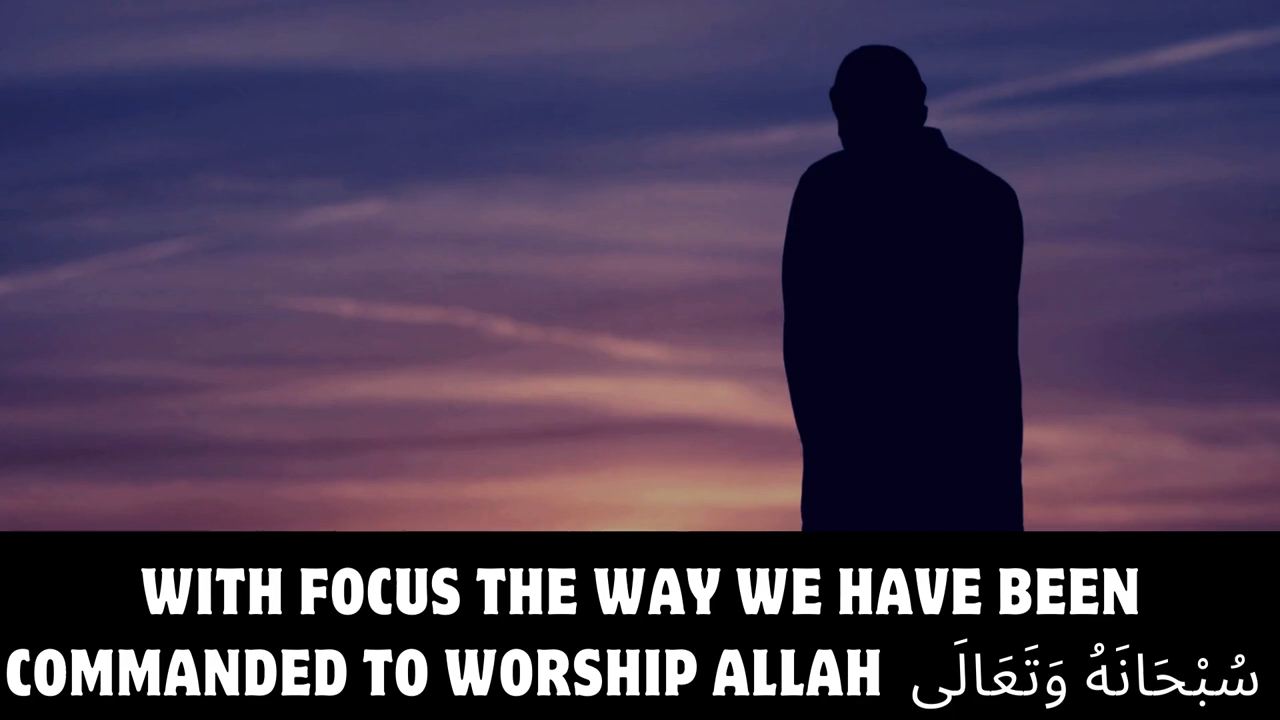 WITH FOCUS THE WAY WE HAVE BEEN
COMMANDED TO WORSHIP ALLAH سُبْحَانَهُ وَتَعَالَى